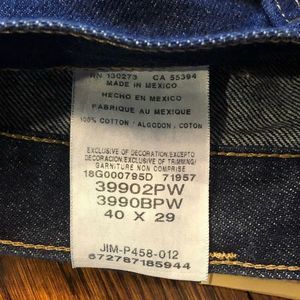 RN 130273 CA 55394
MADE IN MEXICO
HECHO EN MEXICO
FABRIQUE AU MEXIQUE
100% COTTON · ALGODON · COTON
EXCLUSIVE OF DECORATION.EXCEPTO
DECORACION.EXCLUSIVE OF TRIMMING/
GARNITURE NON COMPRISE
18G000795D 71957
39902PW
3990BPW
40 X 29
JIM-P458-012
672787185944